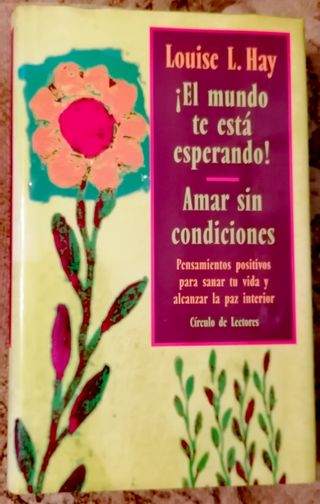 Louise L. Hay
¡El mundo
te está
esperando!
Amar sin
condiciones
Pensamientos positivos
para sanar tu vida y
alcanzar la paz interior
Círculo de Lectores